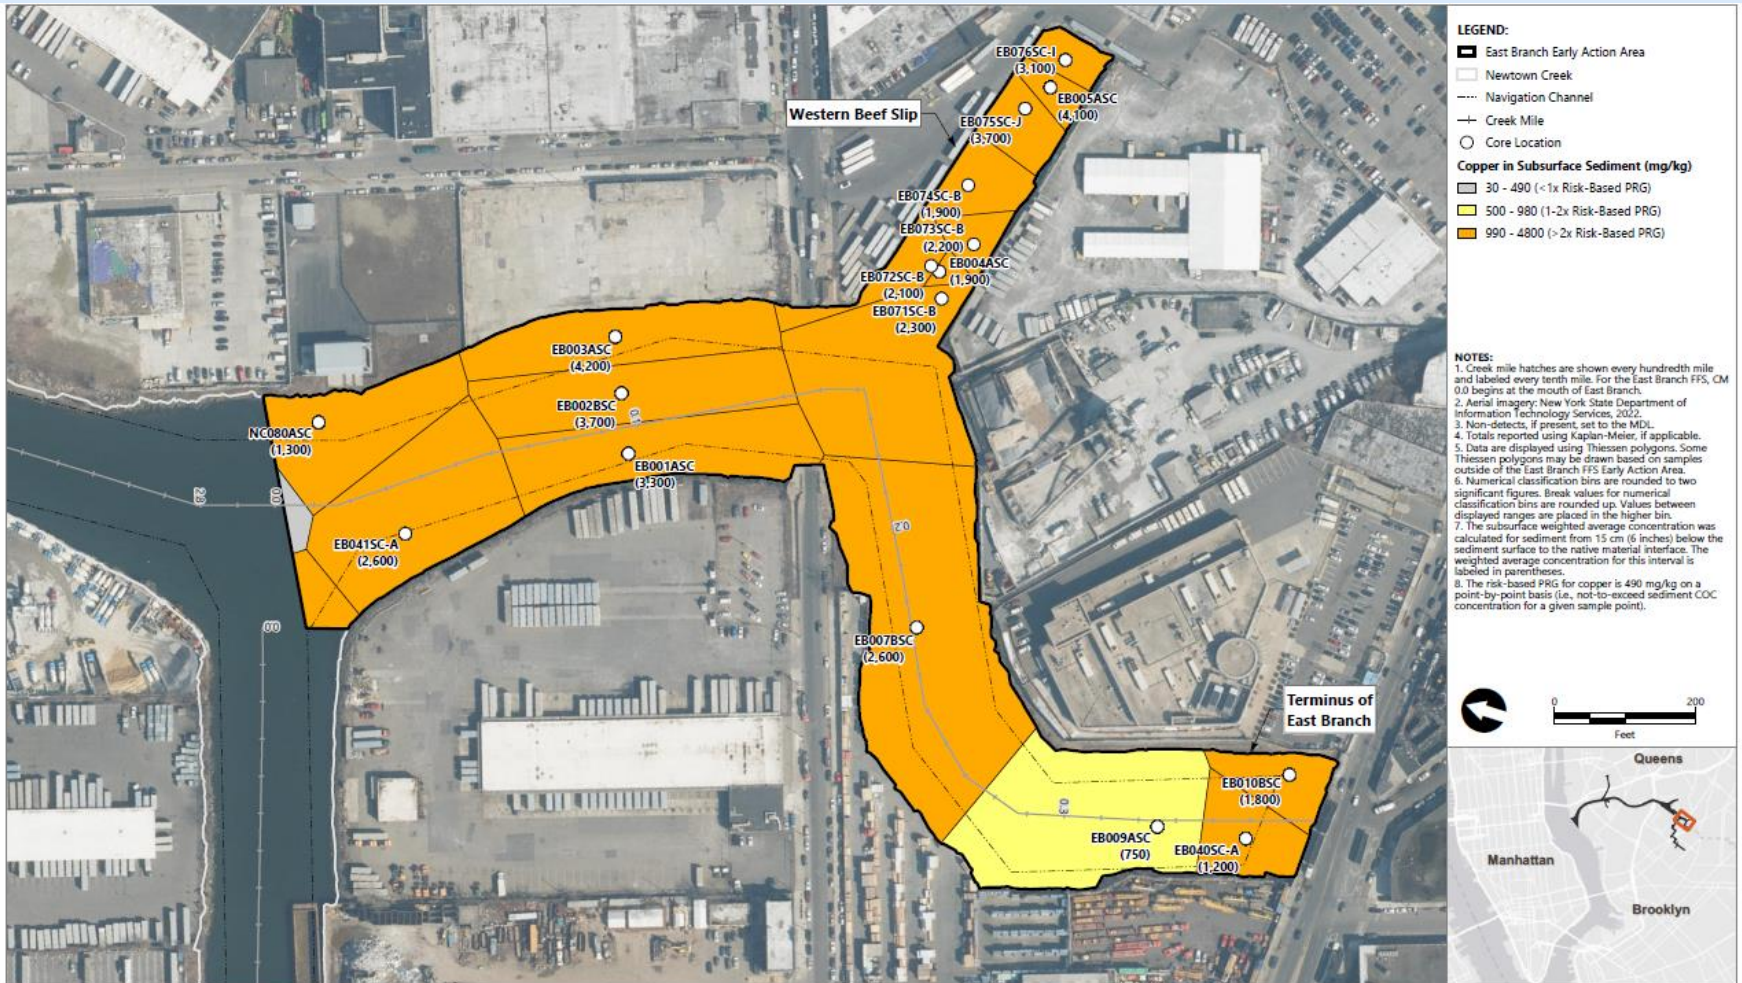 EB076SC-I
(3,100)
EB005ASC
(4,100)
Western Beef Slip
EB075SC-J
(3,700)
EB074SC-B
(1,900)
EB073SC-B
(2,200)
EB004ASC
(1,900)
EB072SC-B
(2,100)
EB071SC-B
(2,300)
EB003ASC
(4,200)
EB002BSC
(3,700)
0.1
NC080ASC
(1,300)
EB001ASC
(3,300)
2.8
0.0
EB041SC-A
(2,600)
0.2
0.0
EB007BSC
(2,600)
Terminus of
East Branch
EB010BSC
(1,800)
0.3
EB009ASC
(750)
EB040SC-A
(1,200)
LEGEND:
East Branch Early Action Area
Newtown Creek
Navigation Channel
Creek Mile
Core Location
Copper in Subsurface Sediment (mg/kg)
30 - 490 (<1x Risk-Based PRG)
500 - 980 (1-2x Risk-Based PRG)
990 - 4800 (>2x Risk-Based PRG)
NOTES:
1. Creek mile hatches are shown every hundredth mile
and labeled every tenth mile. For the East Branch FFS, CM
0.0 begins at the mouth of East Branch.
2. Aerial imagery: New York State Department of
Information Technology Services, 2022.
3. Non-detects, if present, set to the MDL.
4. Totals reported using Kaplan-Meier, if applicable.
5. Data are displayed using Thiessen polygons. Some
Thiessen polygons may be drawn based on samples
outside of the East Branch FFS Early Action Area.
6. Numerical classification bins are rounded to two
significant figures. Break values for numerical
classification bins are rounded up. Values between
displayed ranges are placed in the higher bin.
7. The subsurface weighted average concentration was
calculated for sediment from 15 cm (6 inches) below the
sediment surface to the native material interface. The
weighted average concentration for this interval is
labeled in parentheses.
8. The risk-based PRG for copper is 490 mg/kg on a
point-by-point basis (i.e., not-to-exceed sediment COC
concentration for a given sample point).
0 200
Feet
Queens
Manhattan
Brooklyn